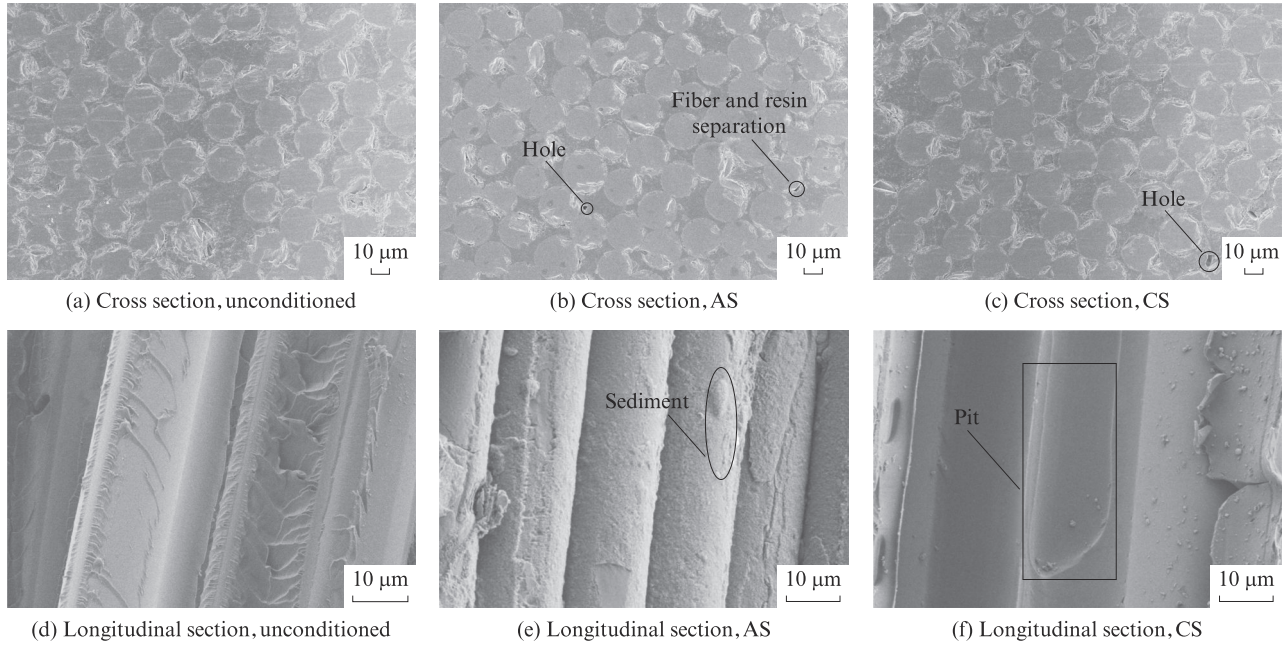 Hole
Fiber and resin
separation
Hole
10 μm
10 μm
10 μm
(a) Cross section, unconditioned
(b) Cross section, AS
(c) Cross section, CS
Sediment
Pit
10 μm
10 μm
10 μm
(d) Longitudinal section, unconditioned
(e) Longitudinal section, AS
(f) Longitudinal section, CS